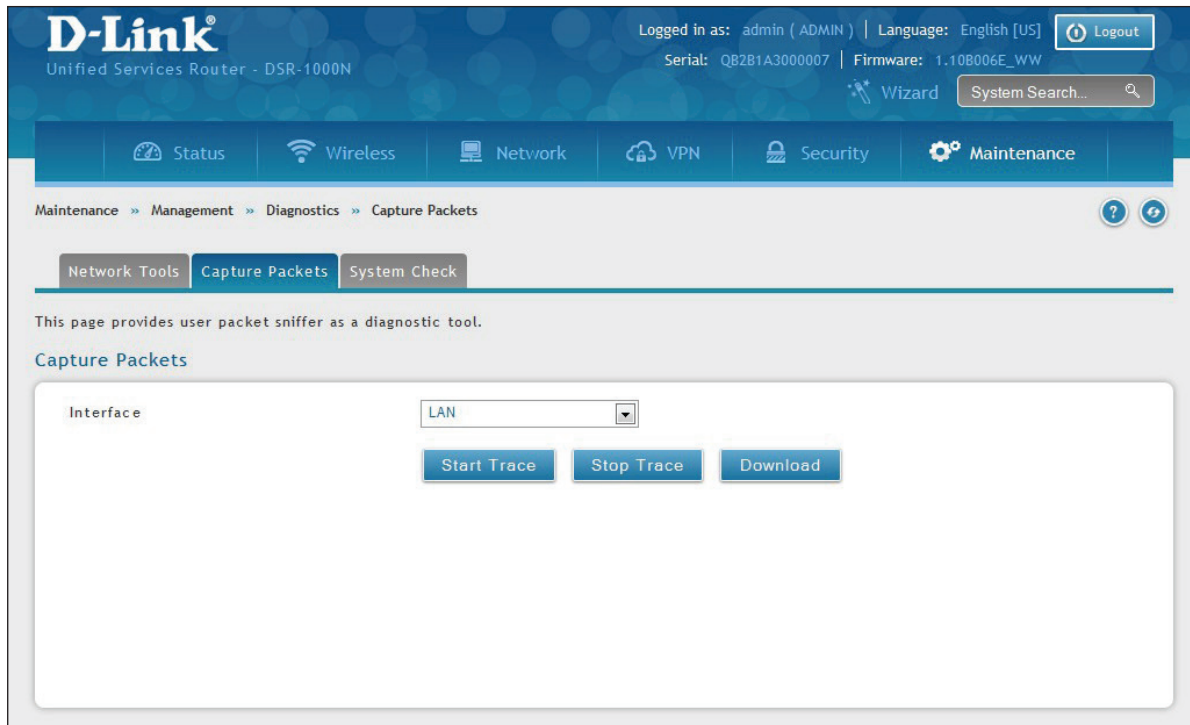 D-Link®
Unified Services Router - DSR-1000N
Logged in as: admin ( ADMIN ) | Language: English [US]
Logout
Serial: QB2B1A3000007 | Firmware: 1.10B006E_WW
Wizard
System Search...
Status
Wireless
Network
VPN
Security
Maintenance
Maintenance » Management » Diagnostics » Capture Packets
?
Network Tools
Capture Packets
System Check
This page provides user packet sniffer as a diagnostic tool.
Capture Packets
Interface
LAN
Start Trace
Stop Trace
Download